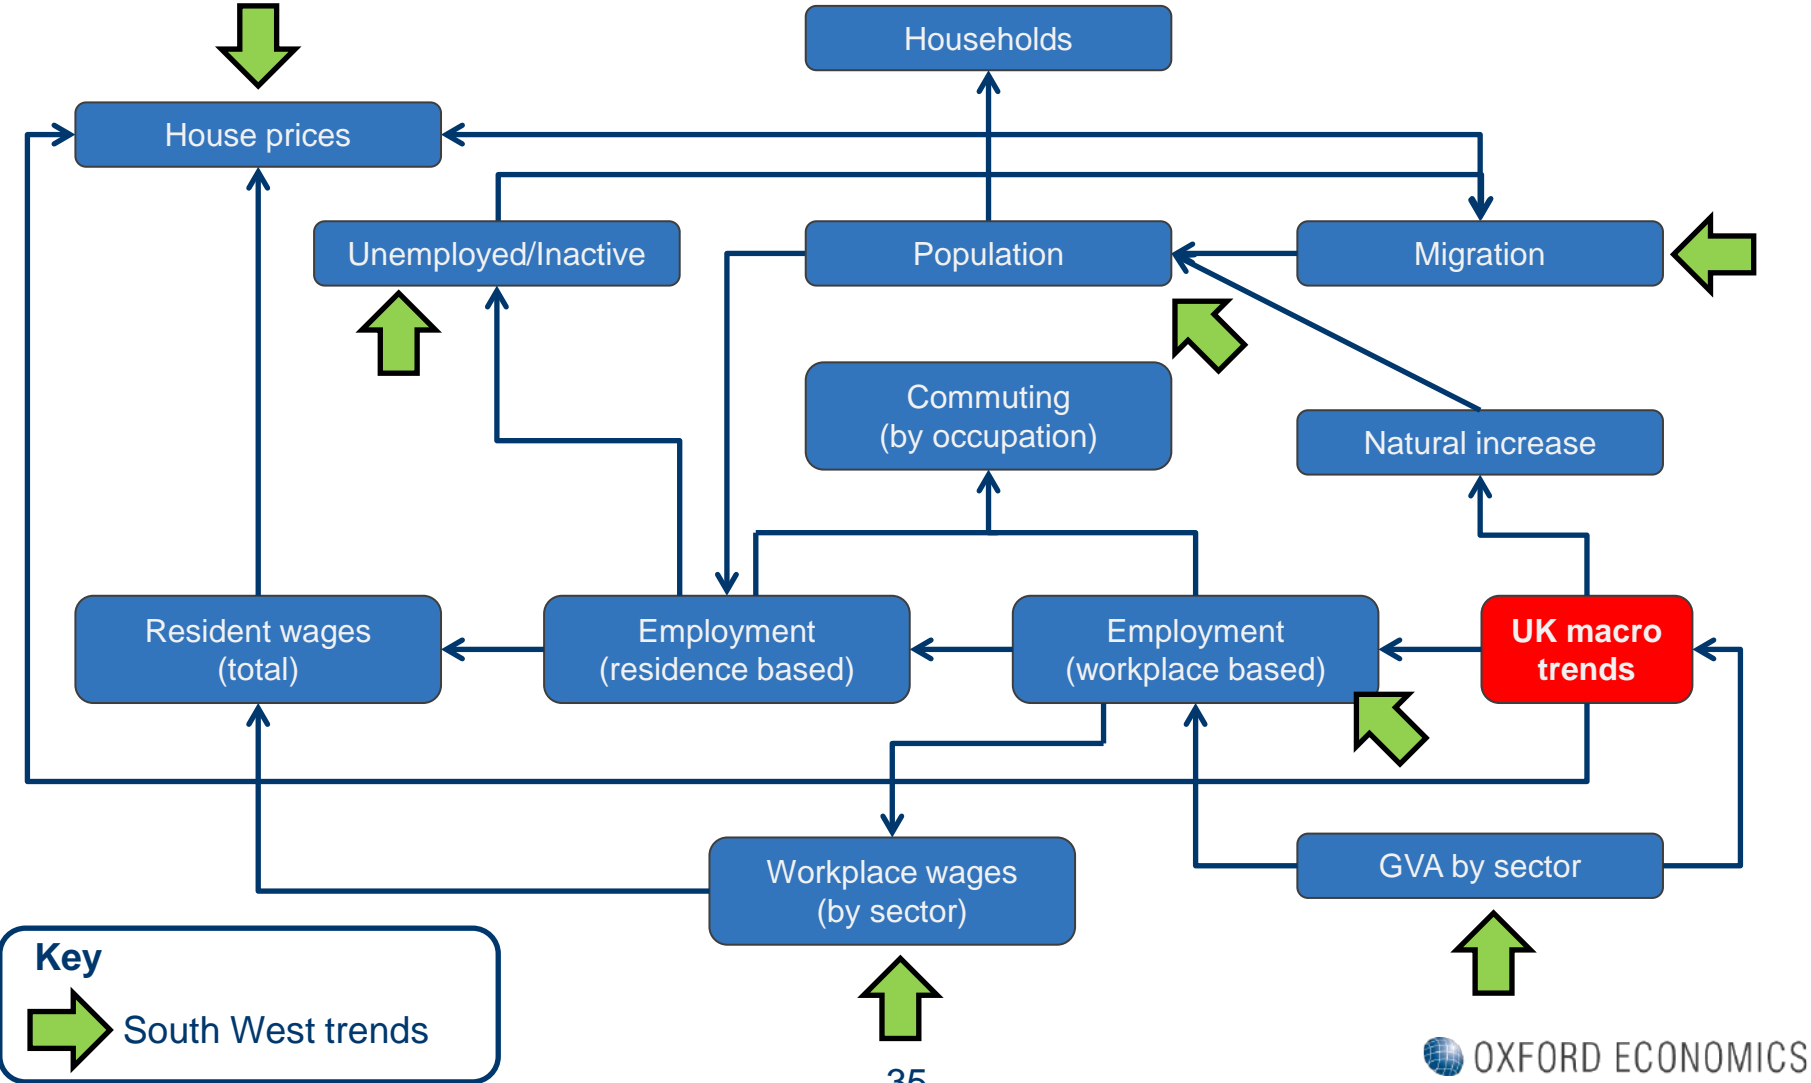 Households
House prices
Unemployed/Inactive
Population
Migration
Commuting
(by occupation)
Natural increase
Resident wages
(total)
Employment
(residence based)
Employment
(workplace based)
UK macro
trends
Workplace wages
(by sector)
GVA by sector
Key
South West trends
35
OXFORD ECONOMICS